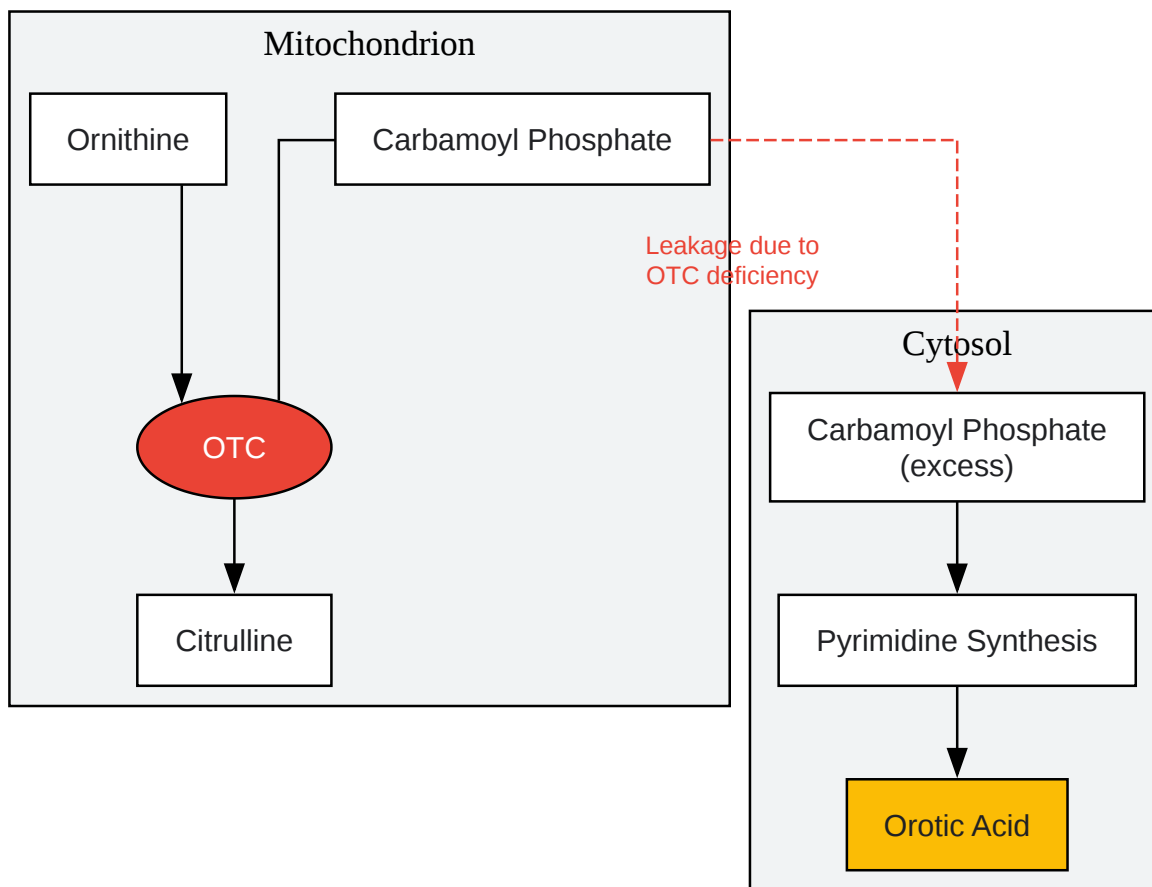 Mitochondrion
Ornithine
Carbamoyl Phosphate
Leakage due to
OTC deficiency
Cytosol
Carbamoyl Phosphate
(excess)
OTC
Citrulline
Pyrimidine Synthesis
Orotic Acid